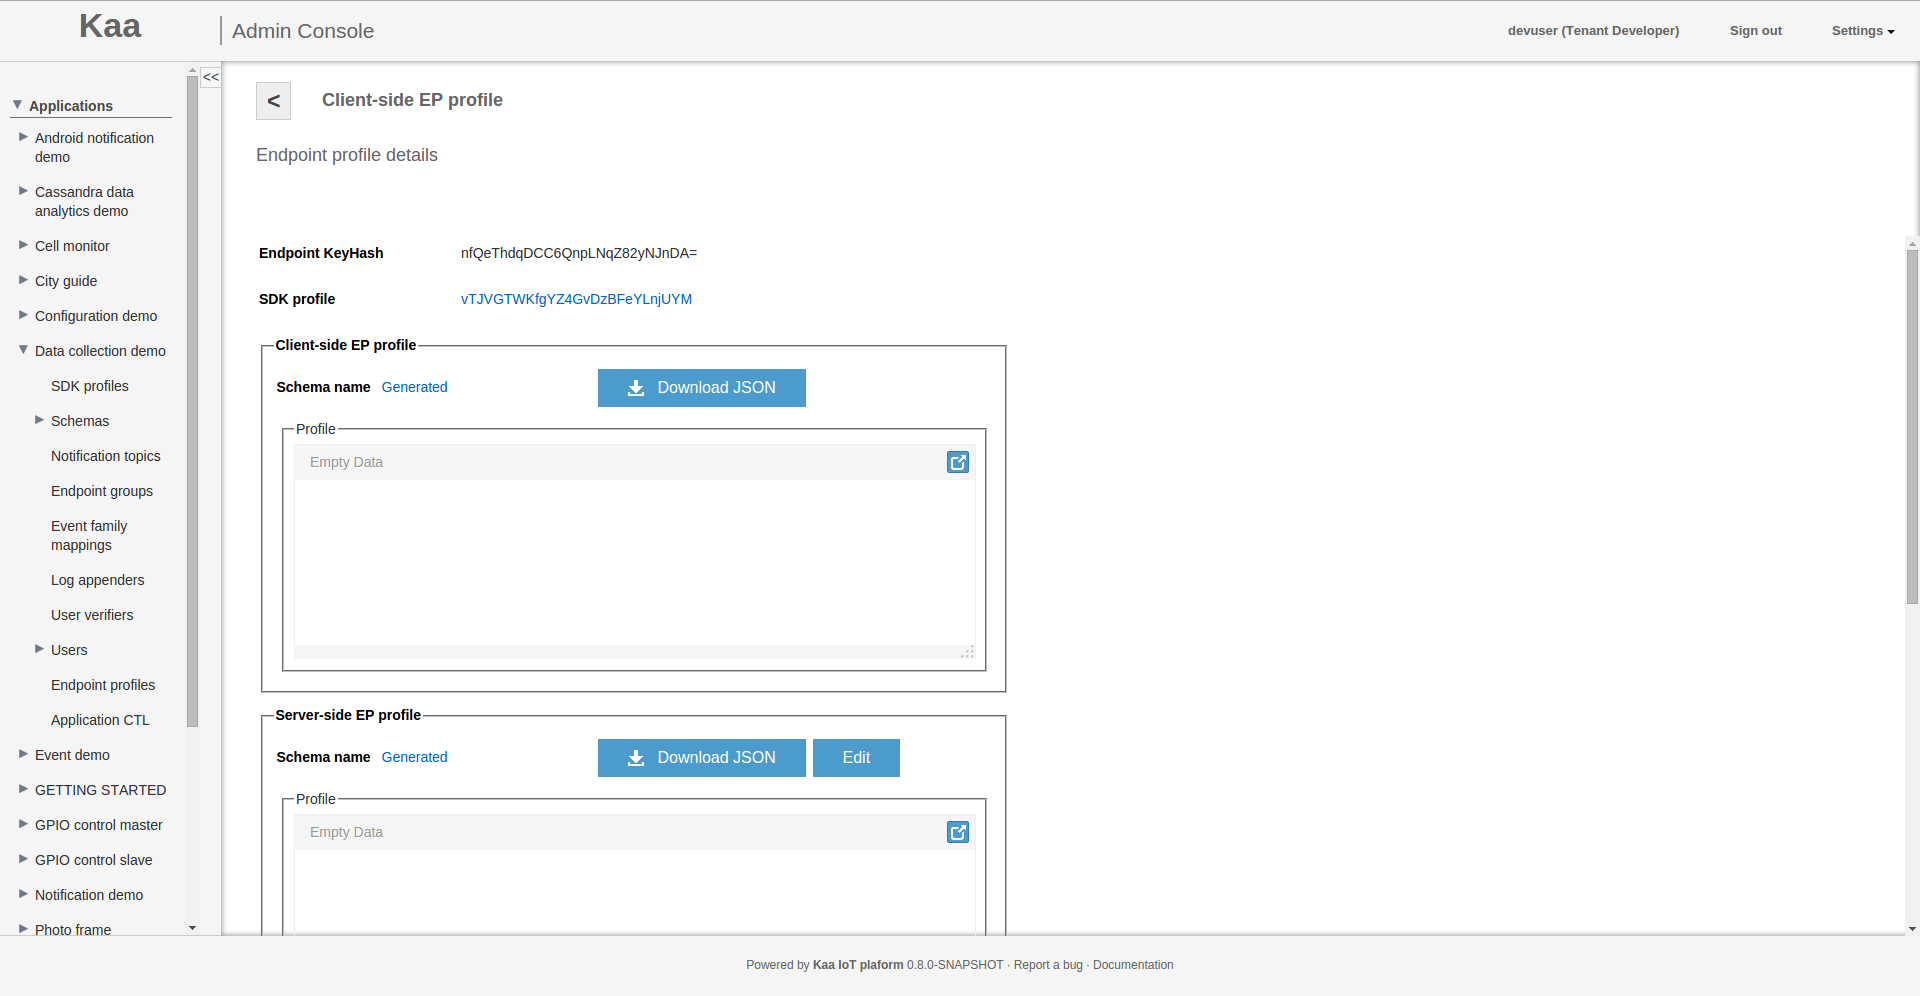 Kaa
Admin Console
devuser (Tenant Developer)
Sign out
Settings
<<
Applications
Android notification
demo
Cassandra data
analytics demo
Cell monitor
City guide
Configuration demo
Data collection demo
SDK profiles
Schemas
Notification topics
Endpoint groups
Event family
mappings
Log appenders
User verifiers
Users
Endpoint profiles
Application CTL
Event demo
GETTING STARTED
GPIO control master
GPIO control slave
Notification demo
Photo frame
<
Client-side EP profile
Endpoint profile details
Endpoint KeyHash nfQeThdqDCC6QnpLNqZ82yNJnDA=
SDK profile vTJVGTWKfgYZ4GvDzBFeYLnjUYM
Client-side EP profile
Schema name Generated Download JSON
Profile
Empty Data
Server-side EP profile
Schema name Generated Download JSON Edit
Profile
Empty Data
Powered by Kaa IoT plaform 0.8.0-SNAPSHOT · Report a bug · Documentation